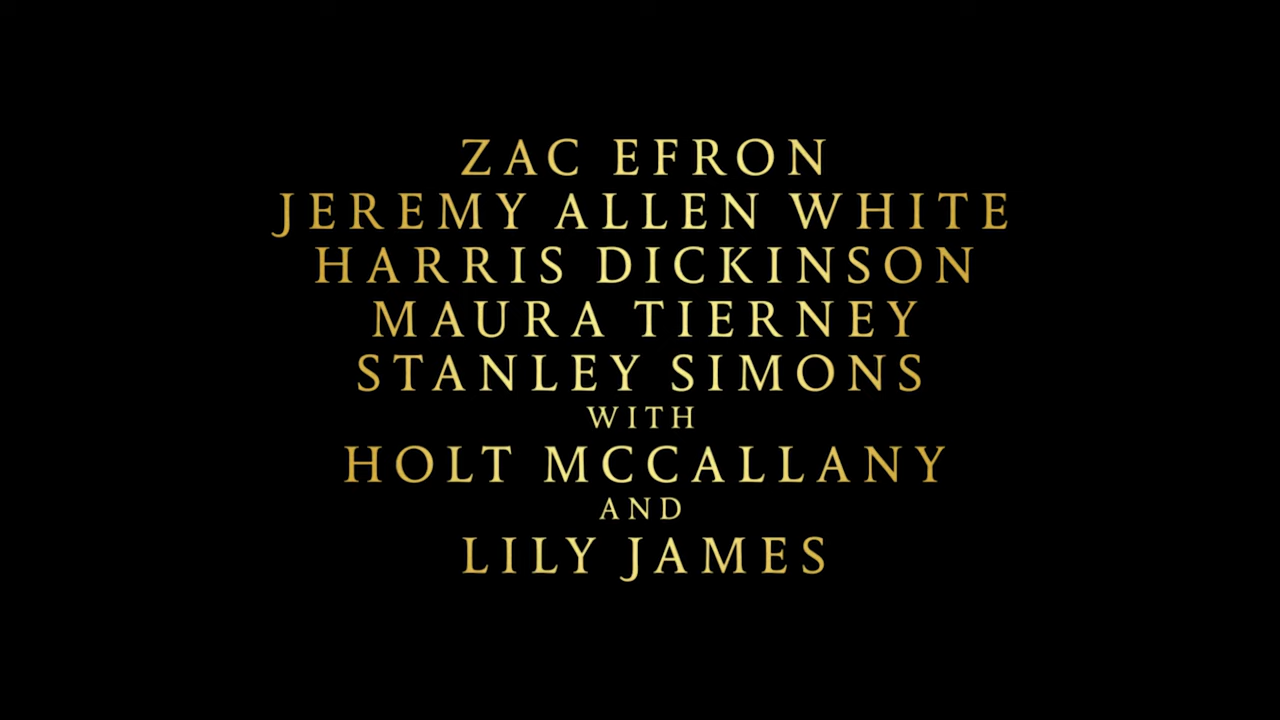 ZAC EFRON
JEREMY ALLEN WHITE
HARRIS DICKINSON
MAURA TIERNEY
STANLEY SIMONS
WITH
HOLT MCCALLANY
AND
LILY JAMES